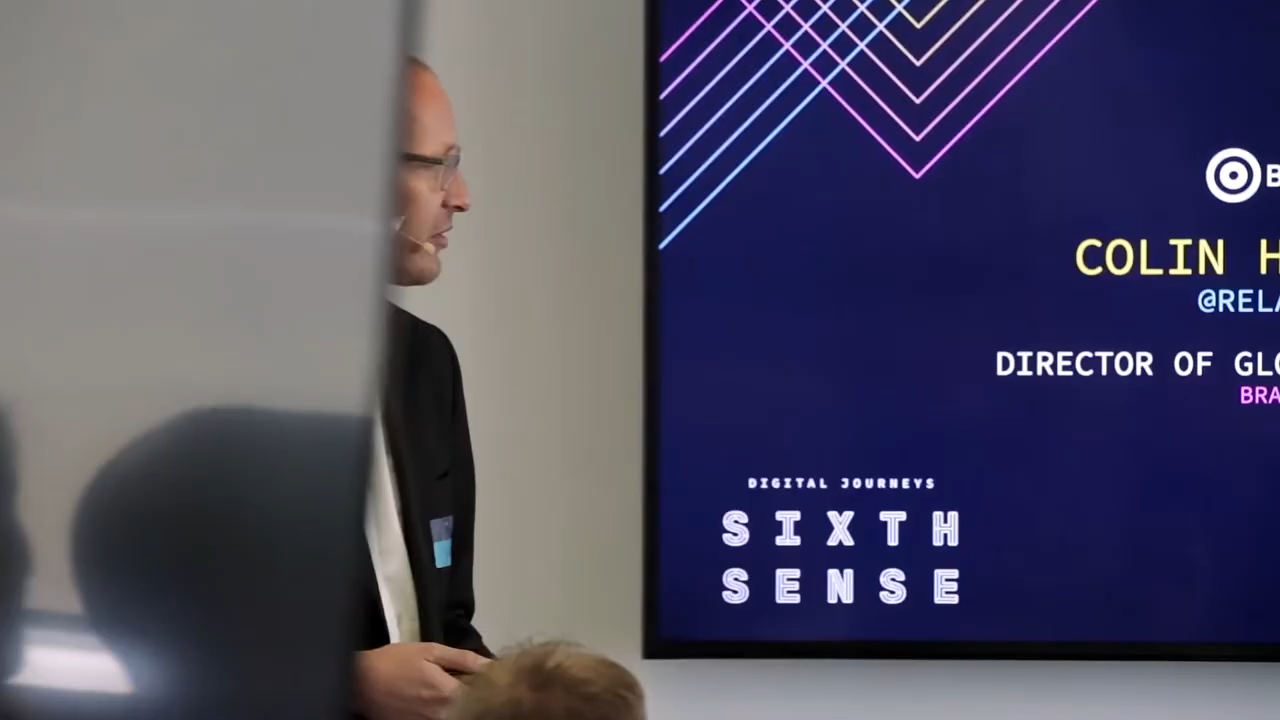 B
COLIN H
@RELA
DIRECTOR OF GLO
BRA
DIGITAL JOURNEYS
SIXTH
SENSE